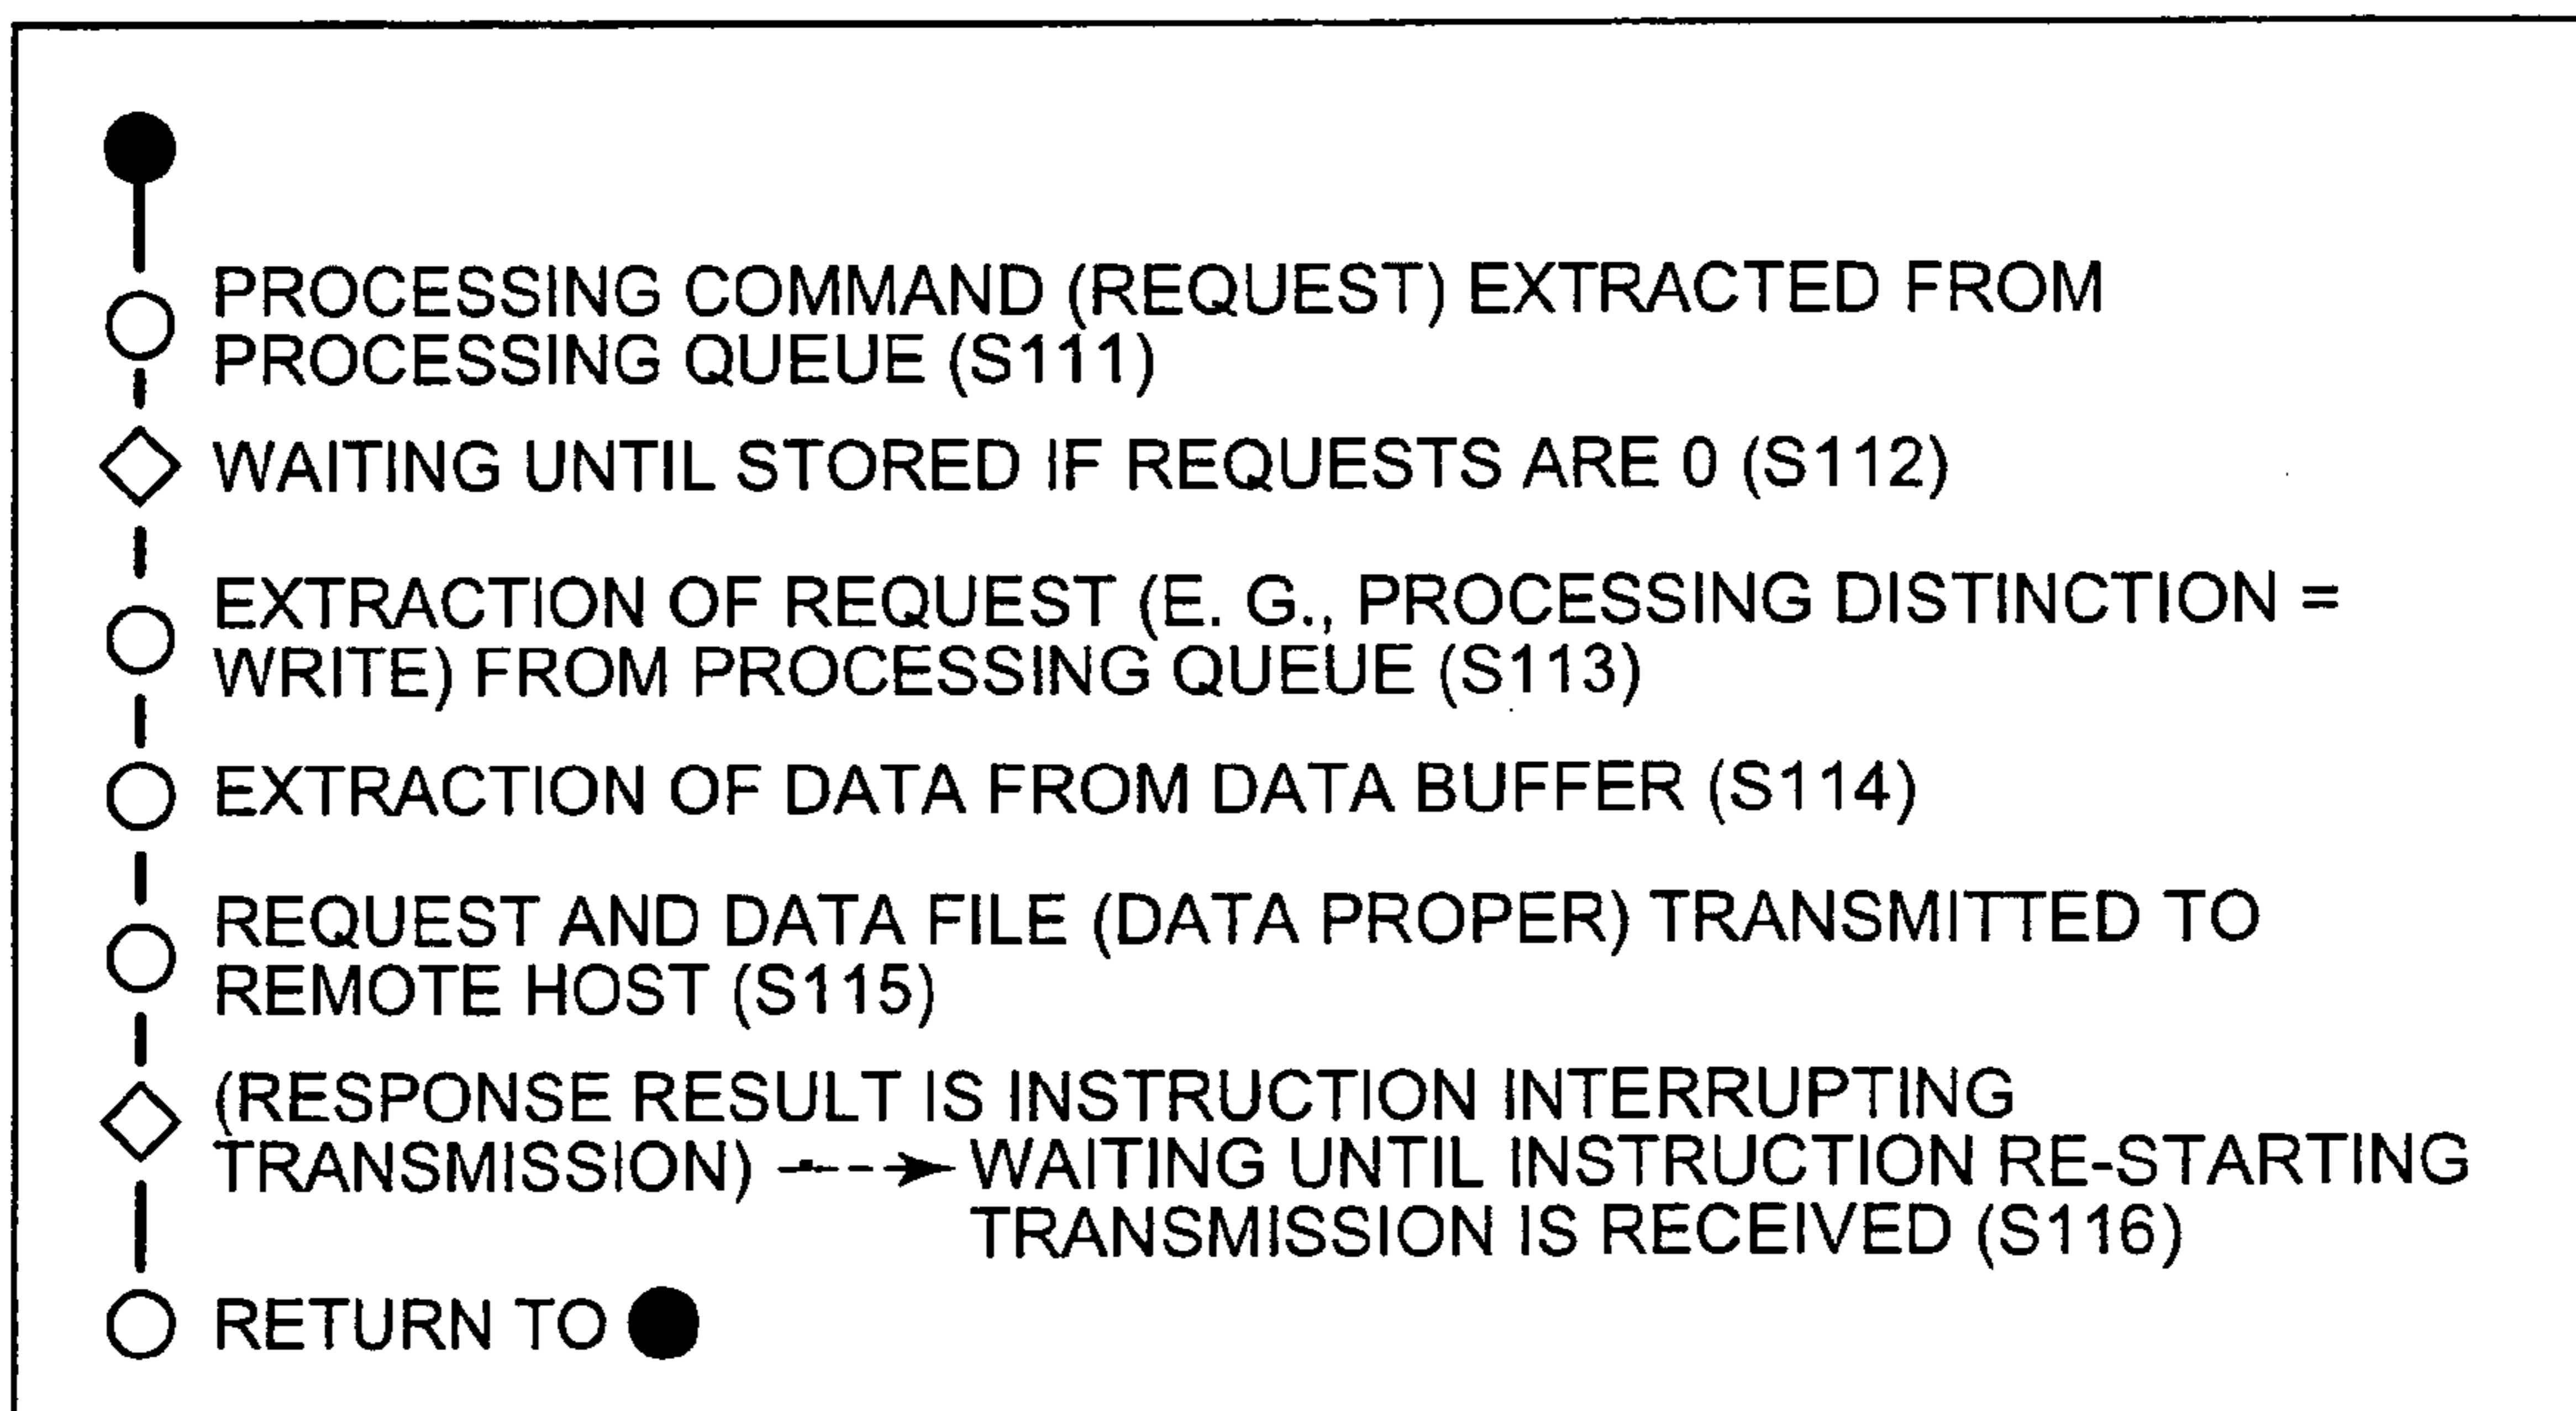 PROCESSING COMMAND (REQUEST) EXTRACTED FROM
PROCESSING QUEUE (S111)
WAITING UNTIL STORED IF REQUESTS ARE 0 (S112)
EXTRACTION OF REQUEST (E. G., PROCESSING DISTINCTION =
WRITE) FROM PROCESSING QUEUE (S113)
EXTRACTION OF DATA FROM DATA BUFFER (S114)
REQUEST AND DATA FILE (DATA PROPER) TRANSMITTED TO
REMOTE HOST (S115)
(RESPONSE RESULT IS INSTRUCTION INTERRUPTING
TRANSMISSION) WAITING UNTIL INSTRUCTION RE-STARTING
TRANSMISSION IS RECEIVED (S116)
RETURN TO